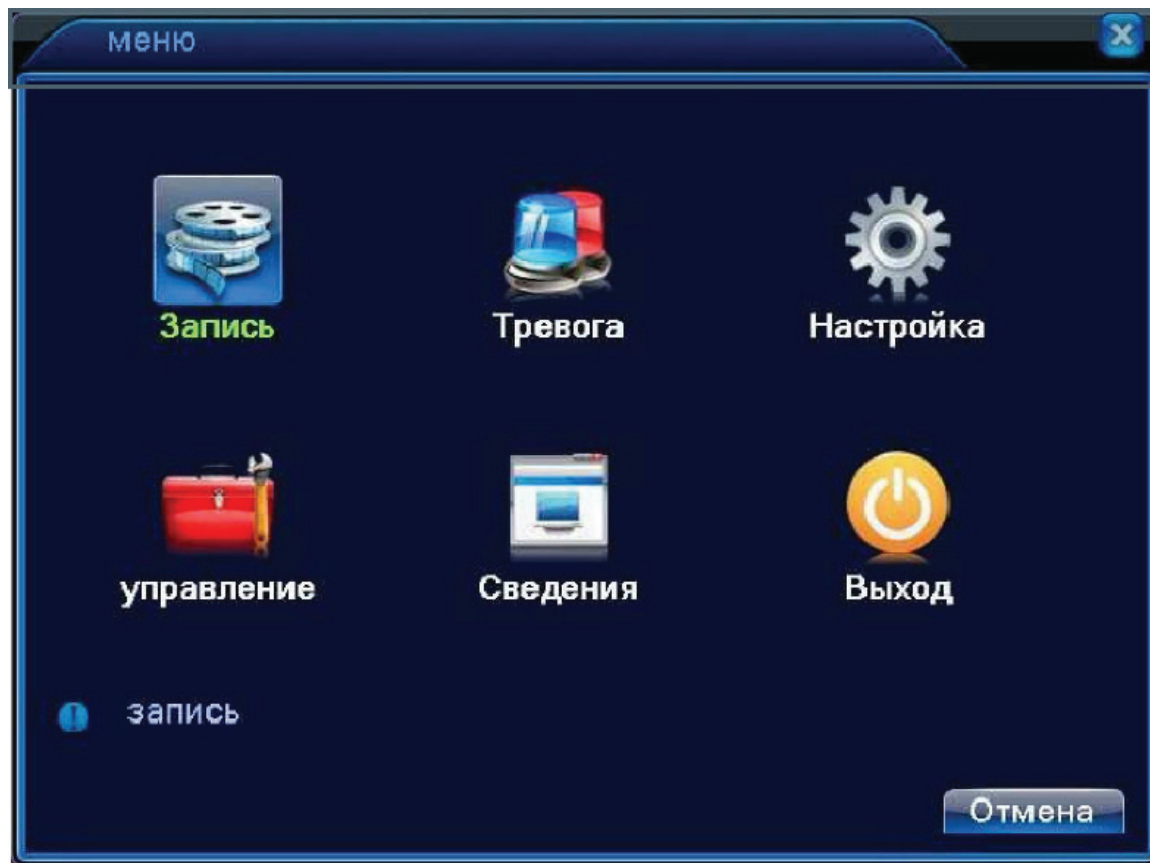 меню
Запись
Тревога
Настройка
управление
Сведения
Выход
запись
Отмена